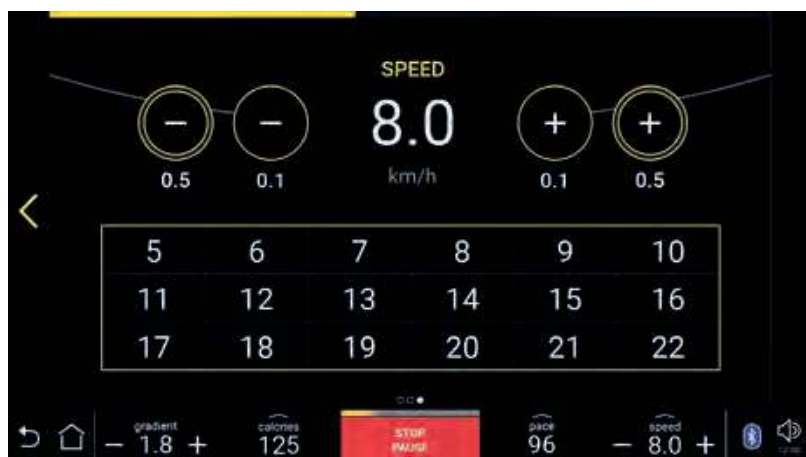 SPEED
8.0
km/h
− − + +
0.5 0.1 0.1 0.5
5 6 7 8 9 10
11 12 13 14 15 16
17 18 19 20 21 22
gradient calories STOP pace speed
− 1.8 + 125 PAUSE 96 − 8.0 +